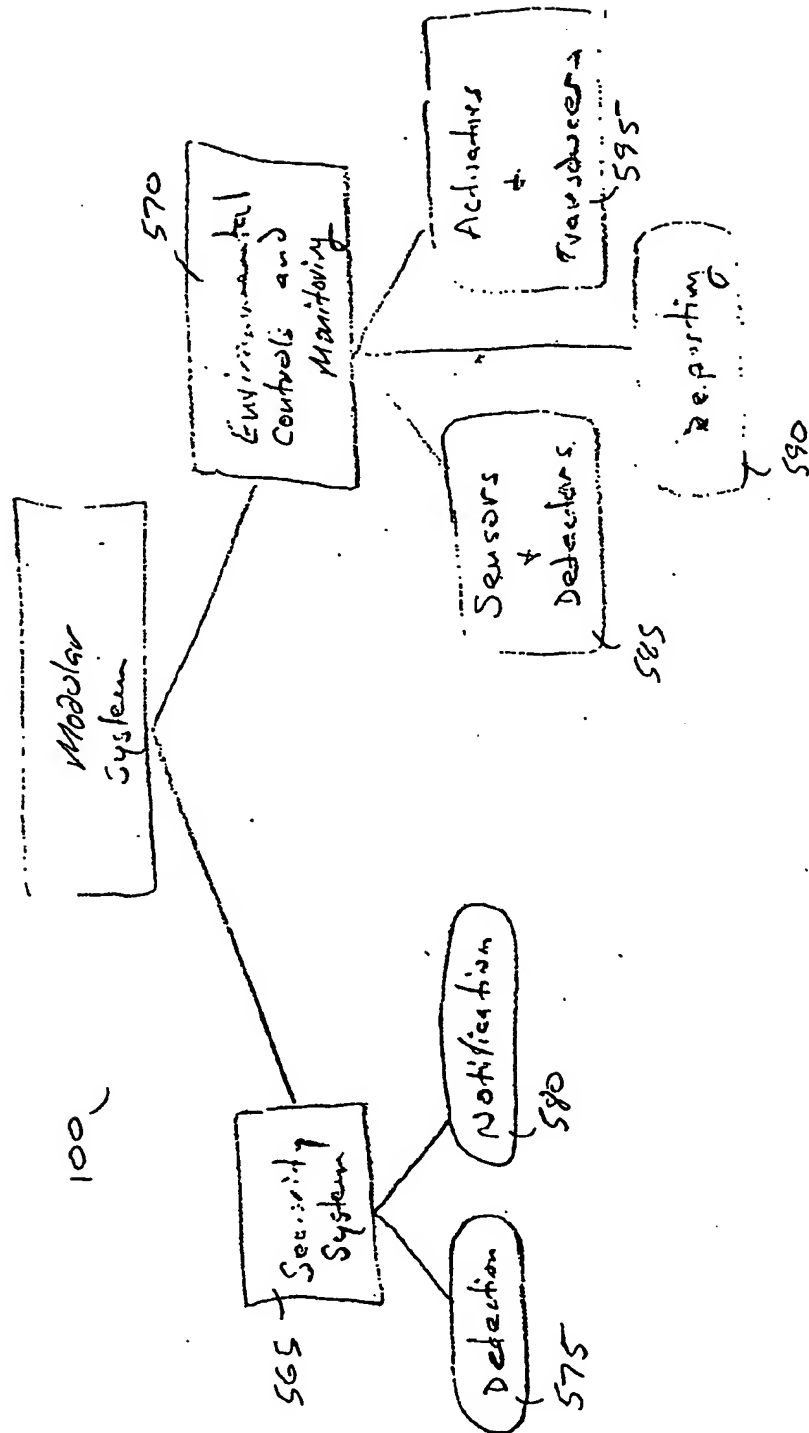 100
Modular
System
565
Security
System
570
Environmental
Controls and
Monitoring
Detection
575
Notification
580
Sensors
+
Detectors
585
Reporting
590
Activators
+
Transducers
595